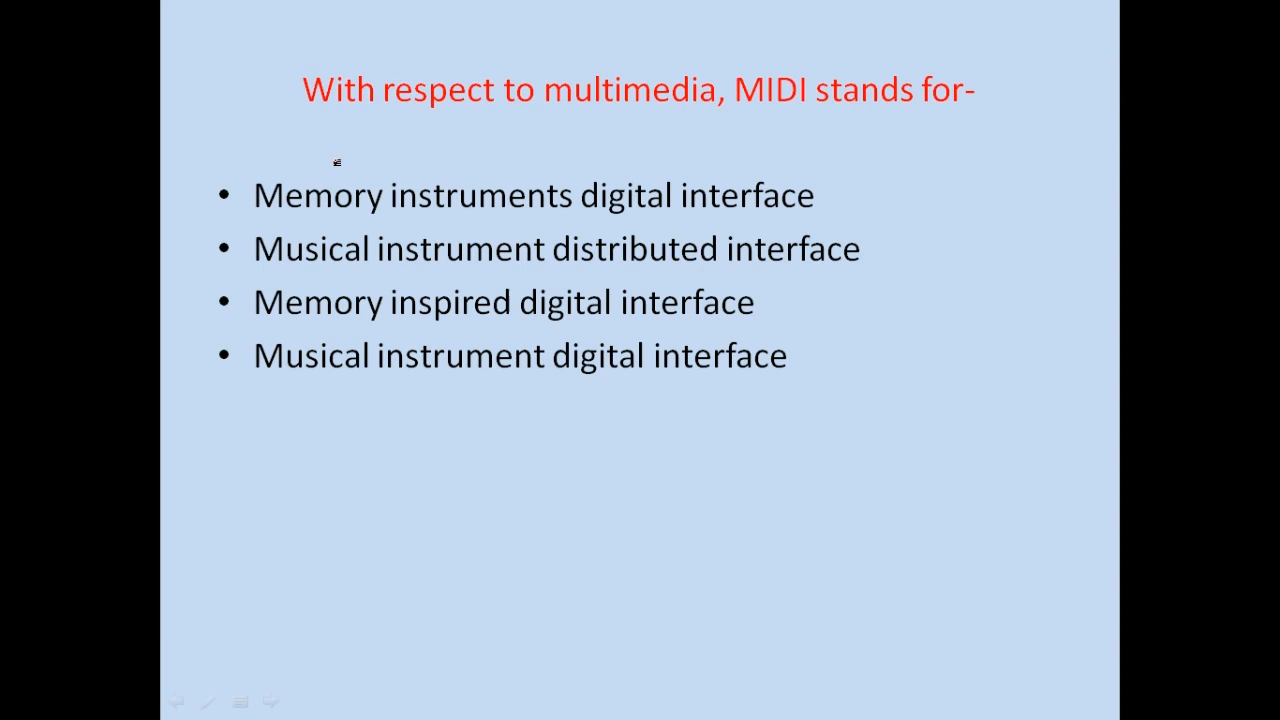 With respect to multimedia, MIDI stands for-
• Memory instruments digital interface
• Musical instrument distributed interface
• Memory inspired digital interface
• Musical instrument digital interface